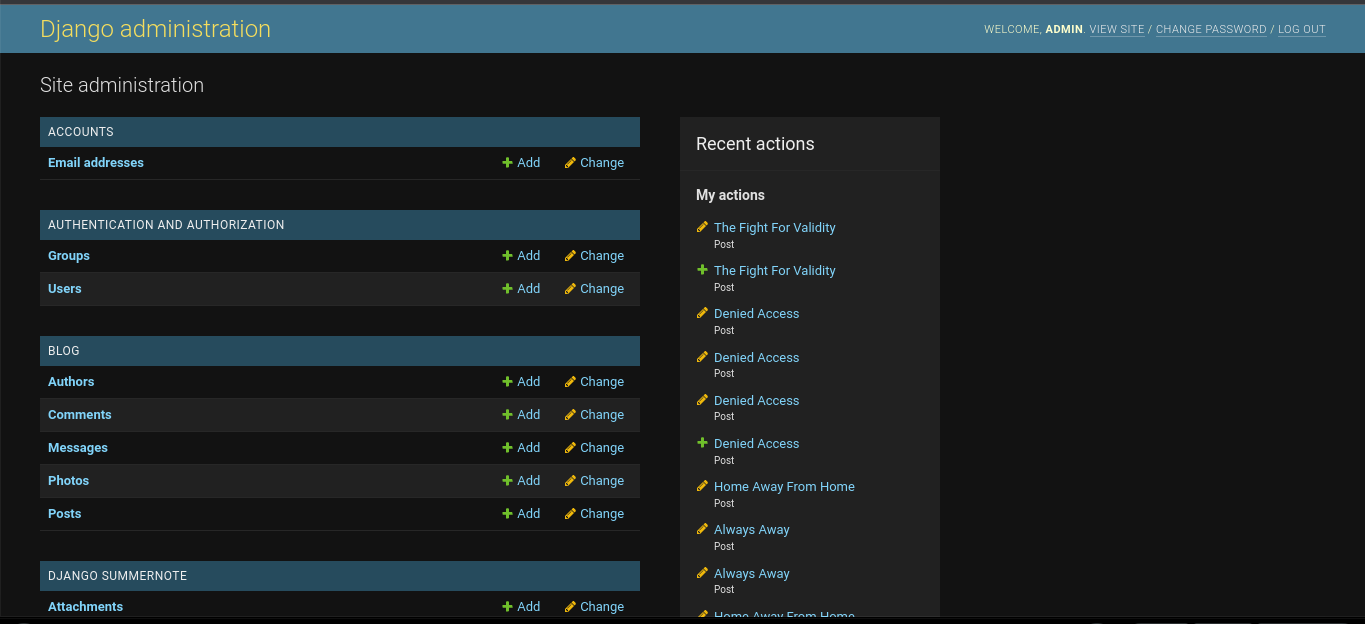 Django administration
WELCOME, ADMIN. VIEW SITE / CHANGE PASSWORD / LOG OUT
Site administration
ACCOUNTS
Email addresses Add Change
AUTHENTICATION AND AUTHORIZATION
Groups Add Change
Users Add Change
BLOG
Authors Add Change
Comments Add Change
Messages Add Change
Photos Add Change
Posts Add Change
DJANGO SUMMERNOTE
Attachments Add Change
Recent actions
My actions
The Fight For Validity
Post
The Fight For Validity
Post
Denied Access
Post
Denied Access
Post
Denied Access
Post
Denied Access
Post
Home Away From Home
Post
Always Away
Post
Always Away
Post
Home Away From Home